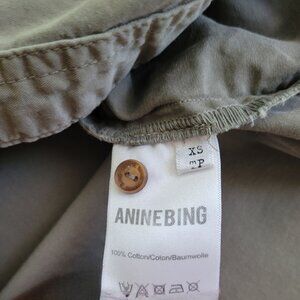 XS
TP
ANINEBING
100% Cotton/Coton/Baumwolle